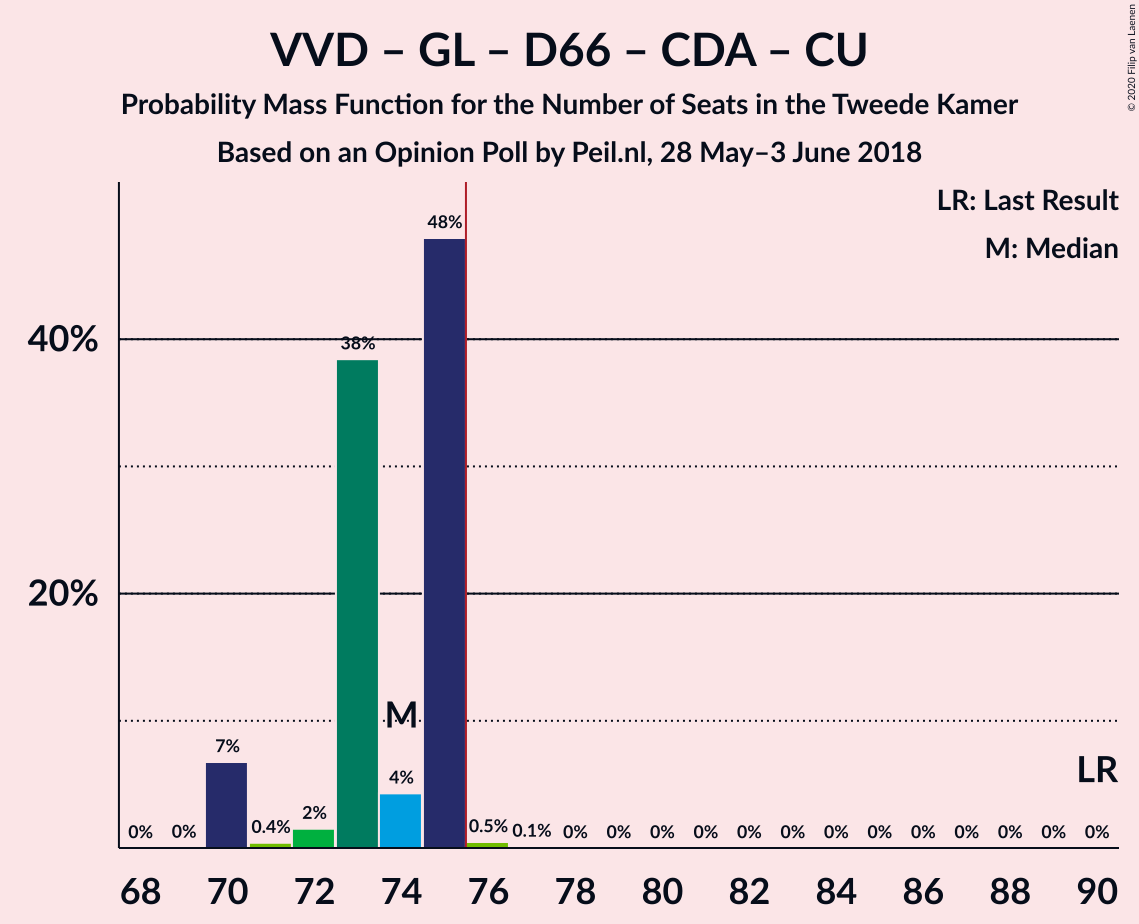 VVD – GL – D66 – CDA – CU
Probability Mass Function for the Number of Seats in the Tweede Kamer
Based on an Opinion Poll by Peil.nl, 28 May–3 June 2018
© 2020 Filip van Laenen
LR: Last Result
M: Median
40%
20%
0% 0% 7% 0.4% 2% 38% 4% 48% 0.5% 0.1% 0% 0% 0% 0% 0% 0% 0% 0% 0% 0% 0% 0% 0%
M
LR
68 70 72 74 76 78 80 82 84 86 88 90